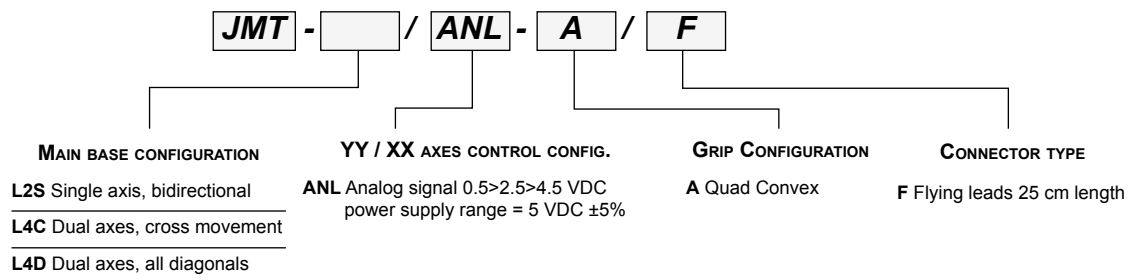 JMT - / ANL - A / F
MAIN BASE CONFIGURATION
L2S Single axis, bidirectional
L4C Dual axes, cross movement
L4D Dual axes, all diagonals
YY / XX AXES CONTROL CONFIG.
ANL Analog signal 0.5>2.5>4.5 VDC
power supply range = 5 VDC ±5%
GRIP CONFIGURATION
A Quad Convex
CONNECTOR TYPE
F Flying leads 25 cm length